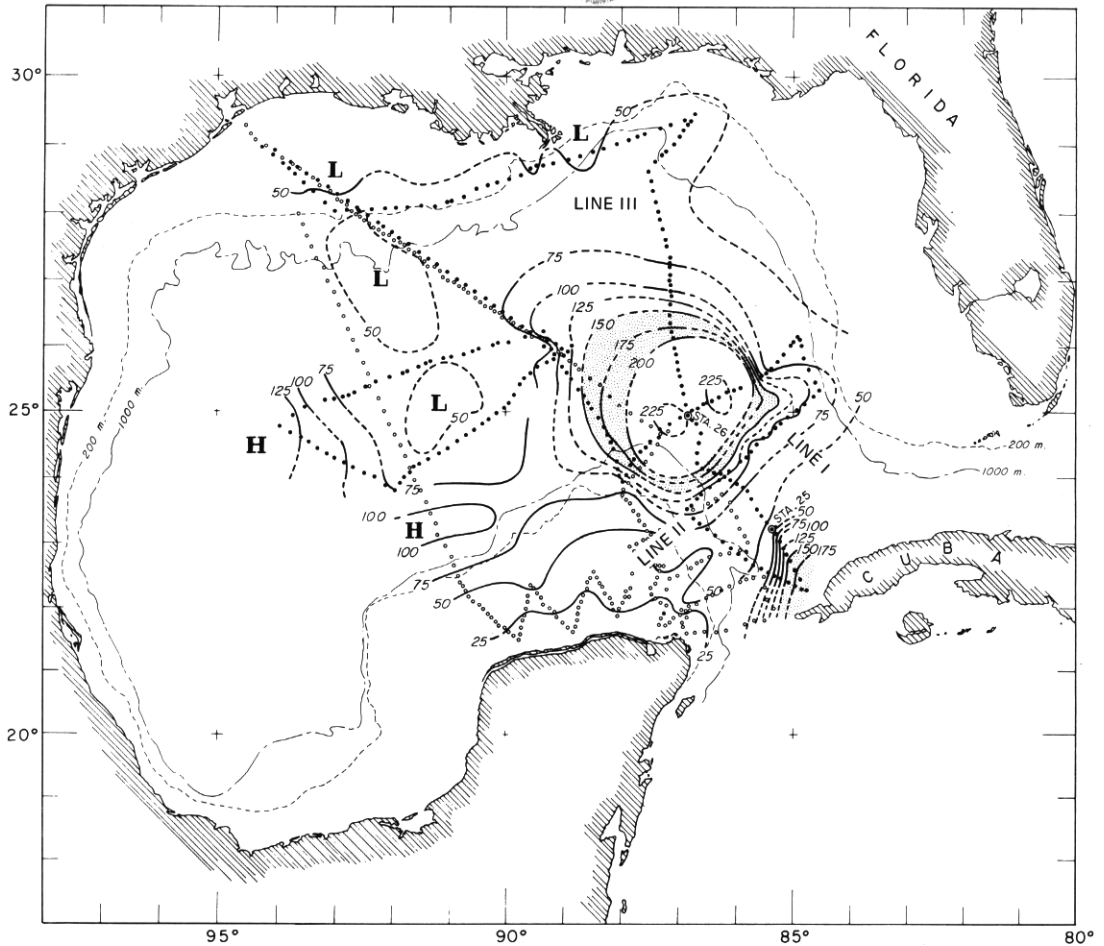 30°
25°
20°
95°
90°
85°
80°
FLORIDA
CUBA
L
50
L
50
LINE III
L
50
75
100
125
150
175
200
225
225
STA. 26
L
50
75
100
125
H
75
H
100
100
75
50
25
25
50
LINE II
LINE I
50
75
STA. 25
50
75
100
125
150
175
200 m.
1000 m.
200 m.
1000 m.